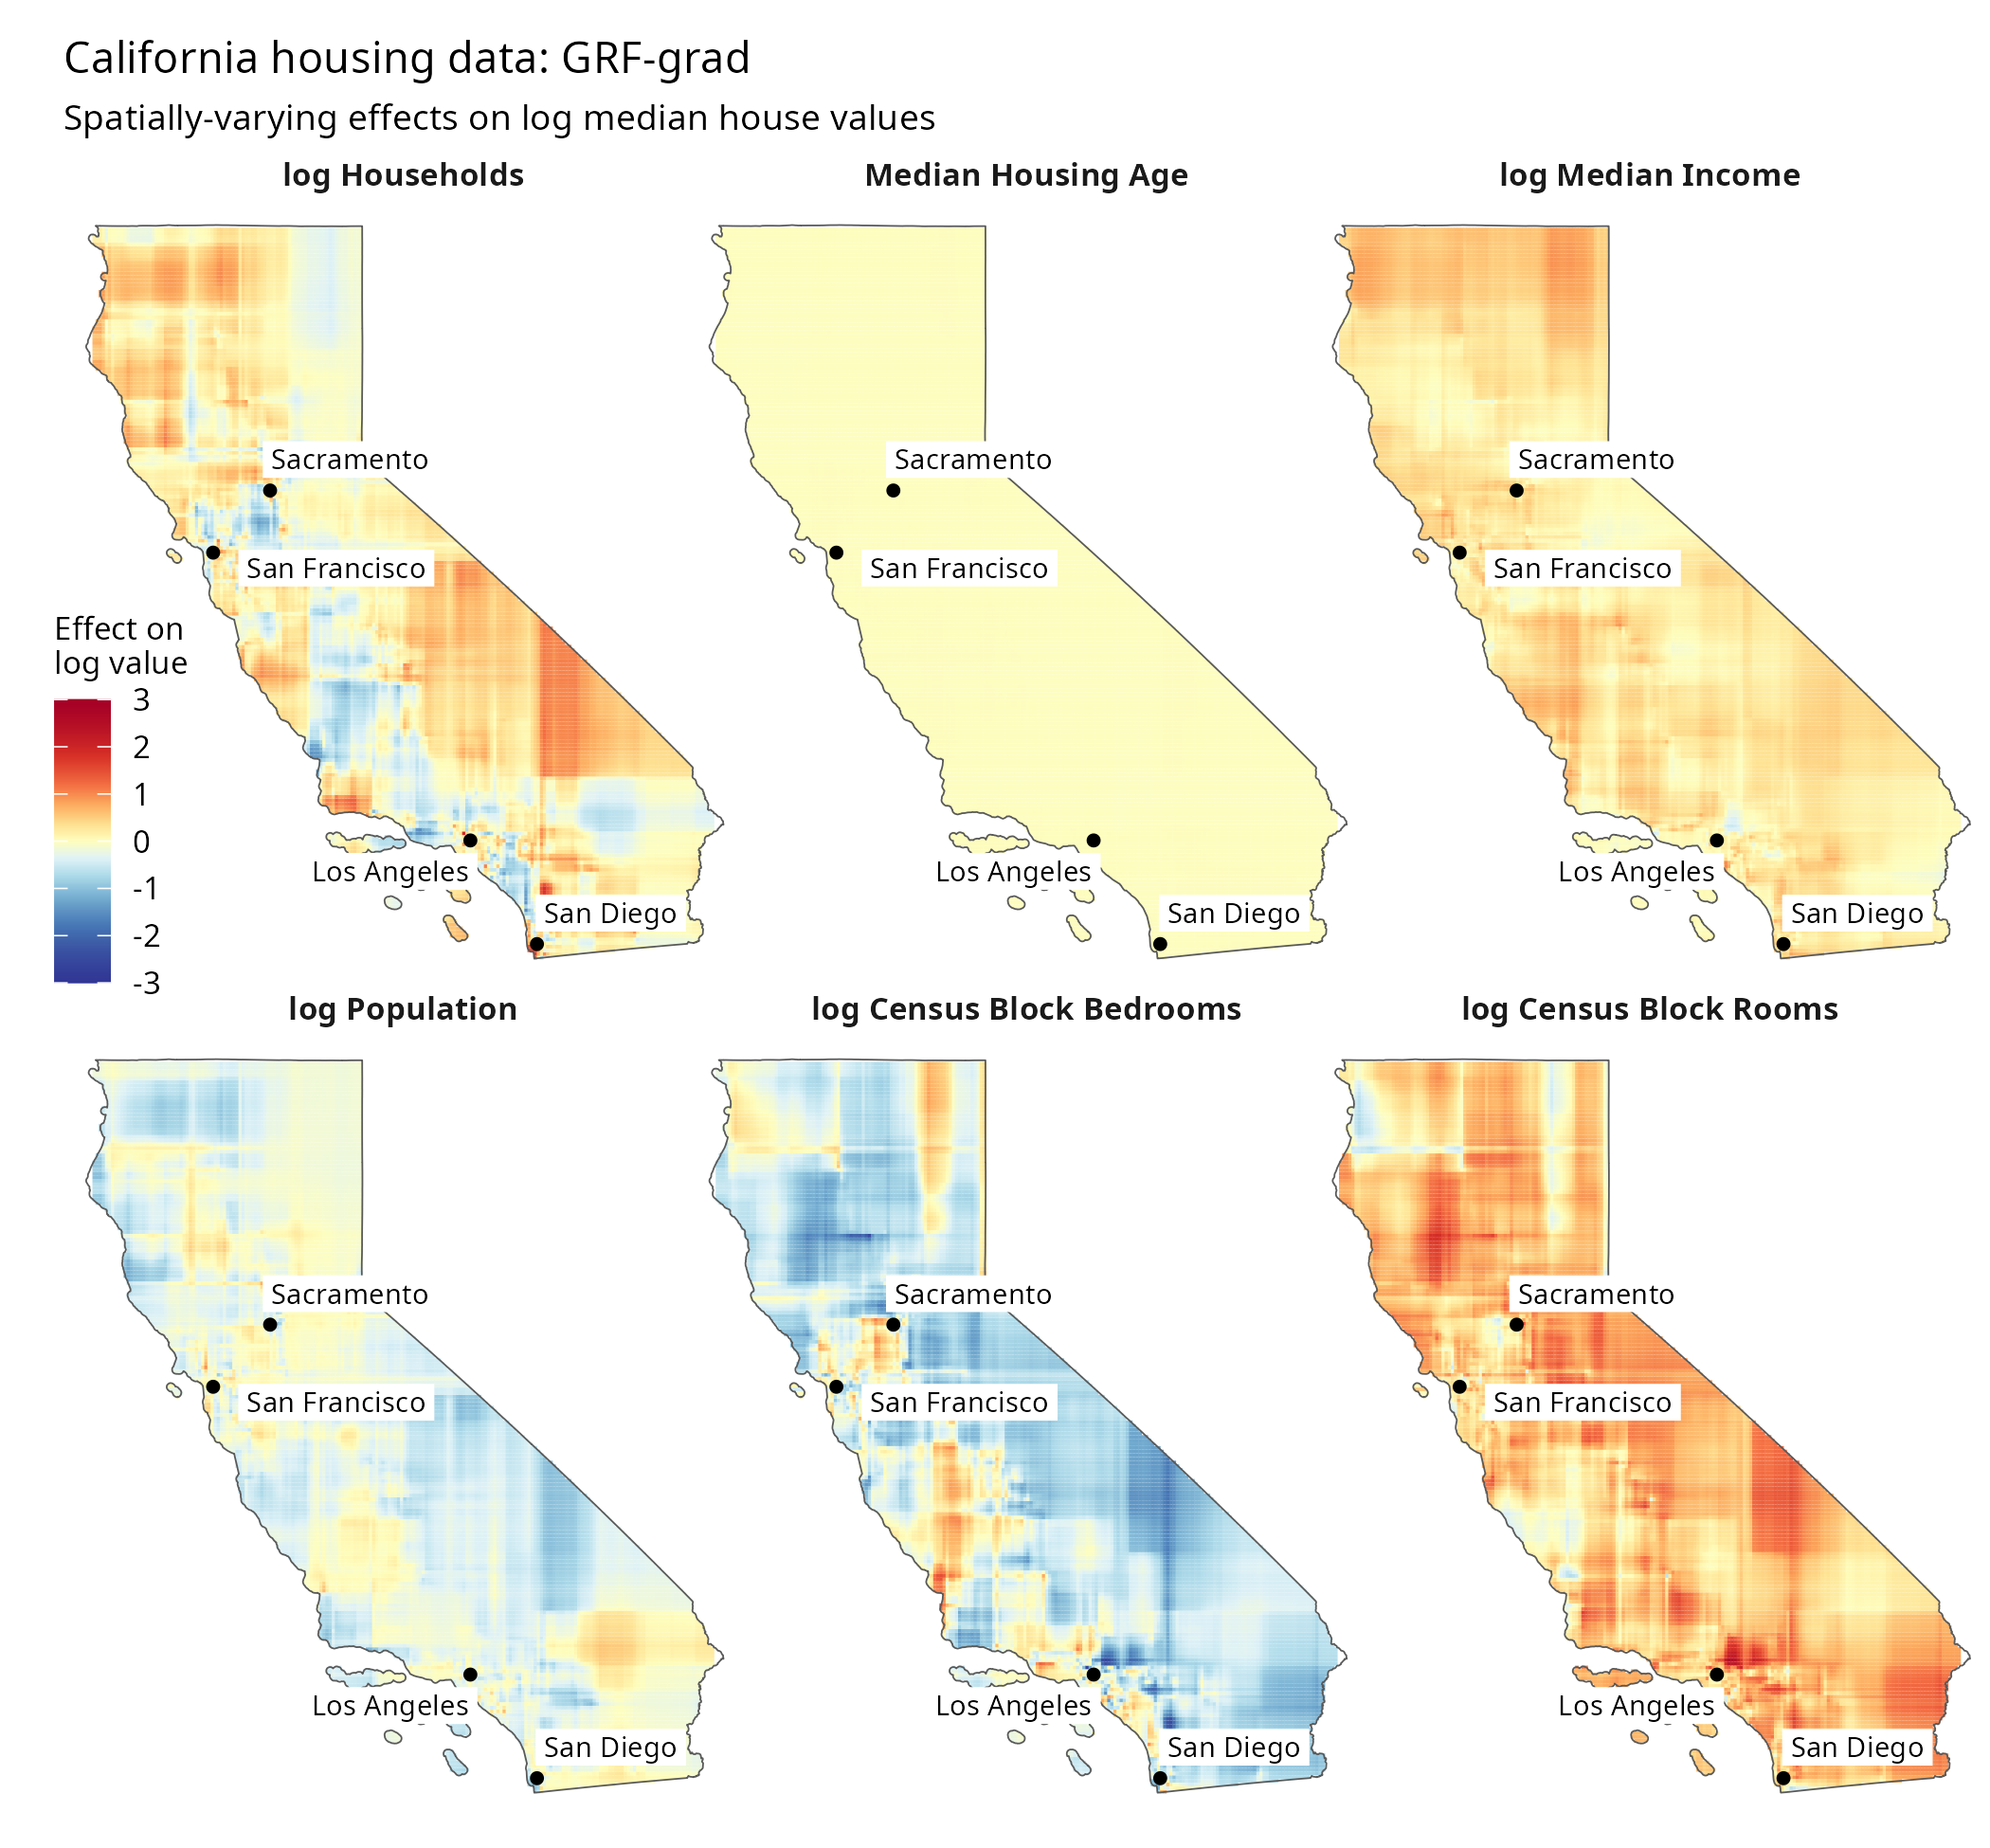 California housing data: GRF-grad
Spatially-varying effects on log median house values
log Households
Median Housing Age
log Median Income
Sacramento
Sacramento
Sacramento
San Francisco
San Francisco
San Francisco
Effect on
log value
3
2
1
0
-1
-2
-3
Los Angeles
Los Angeles
Los Angeles
San Diego
San Diego
San Diego
log Population
log Census Block Bedrooms
log Census Block Rooms
Sacramento
Sacramento
Sacramento
San Francisco
San Francisco
San Francisco
Los Angeles
Los Angeles
Los Angeles
San Diego
San Diego
San Diego